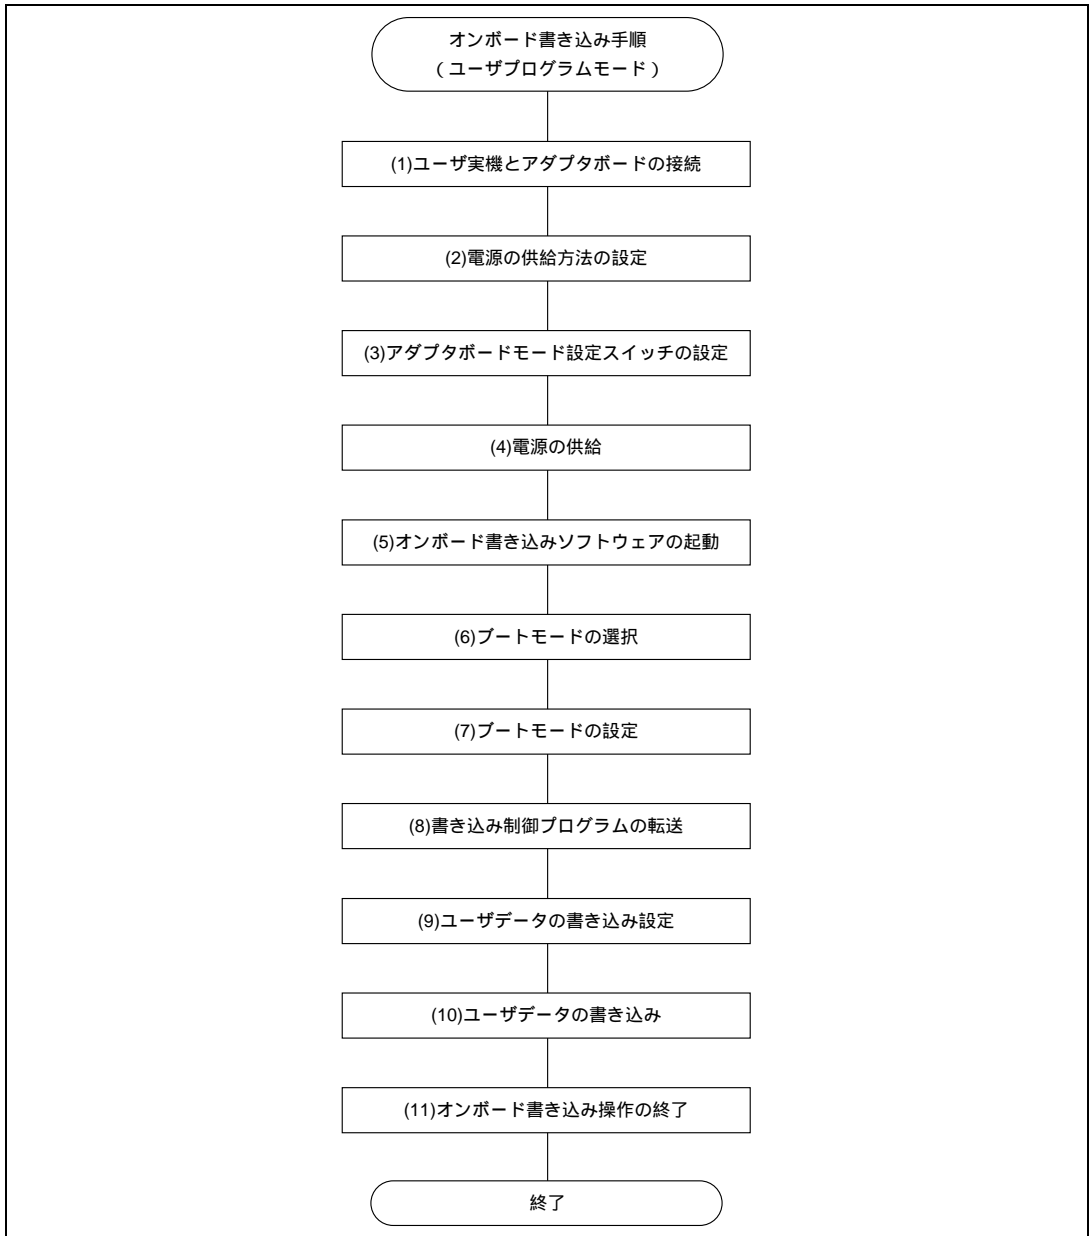 オンボード書き込み手順
（ユーザプログラムモード）
(1)ユーザ実機とアダプタボードの接続
(2)電源の供給方法の設定
(3)アダプタボードモード設定スイッチの設定
(4)電源の供給
(5)オンボード書き込みソフトウェアの起動
(6)ブートモードの選択
(7)ブートモードの設定
(8)書き込み制御プログラムの転送
(9)ユーザデータの書き込み設定
(10)ユーザデータの書き込み
(11)オンボード書き込み操作の終了
終了